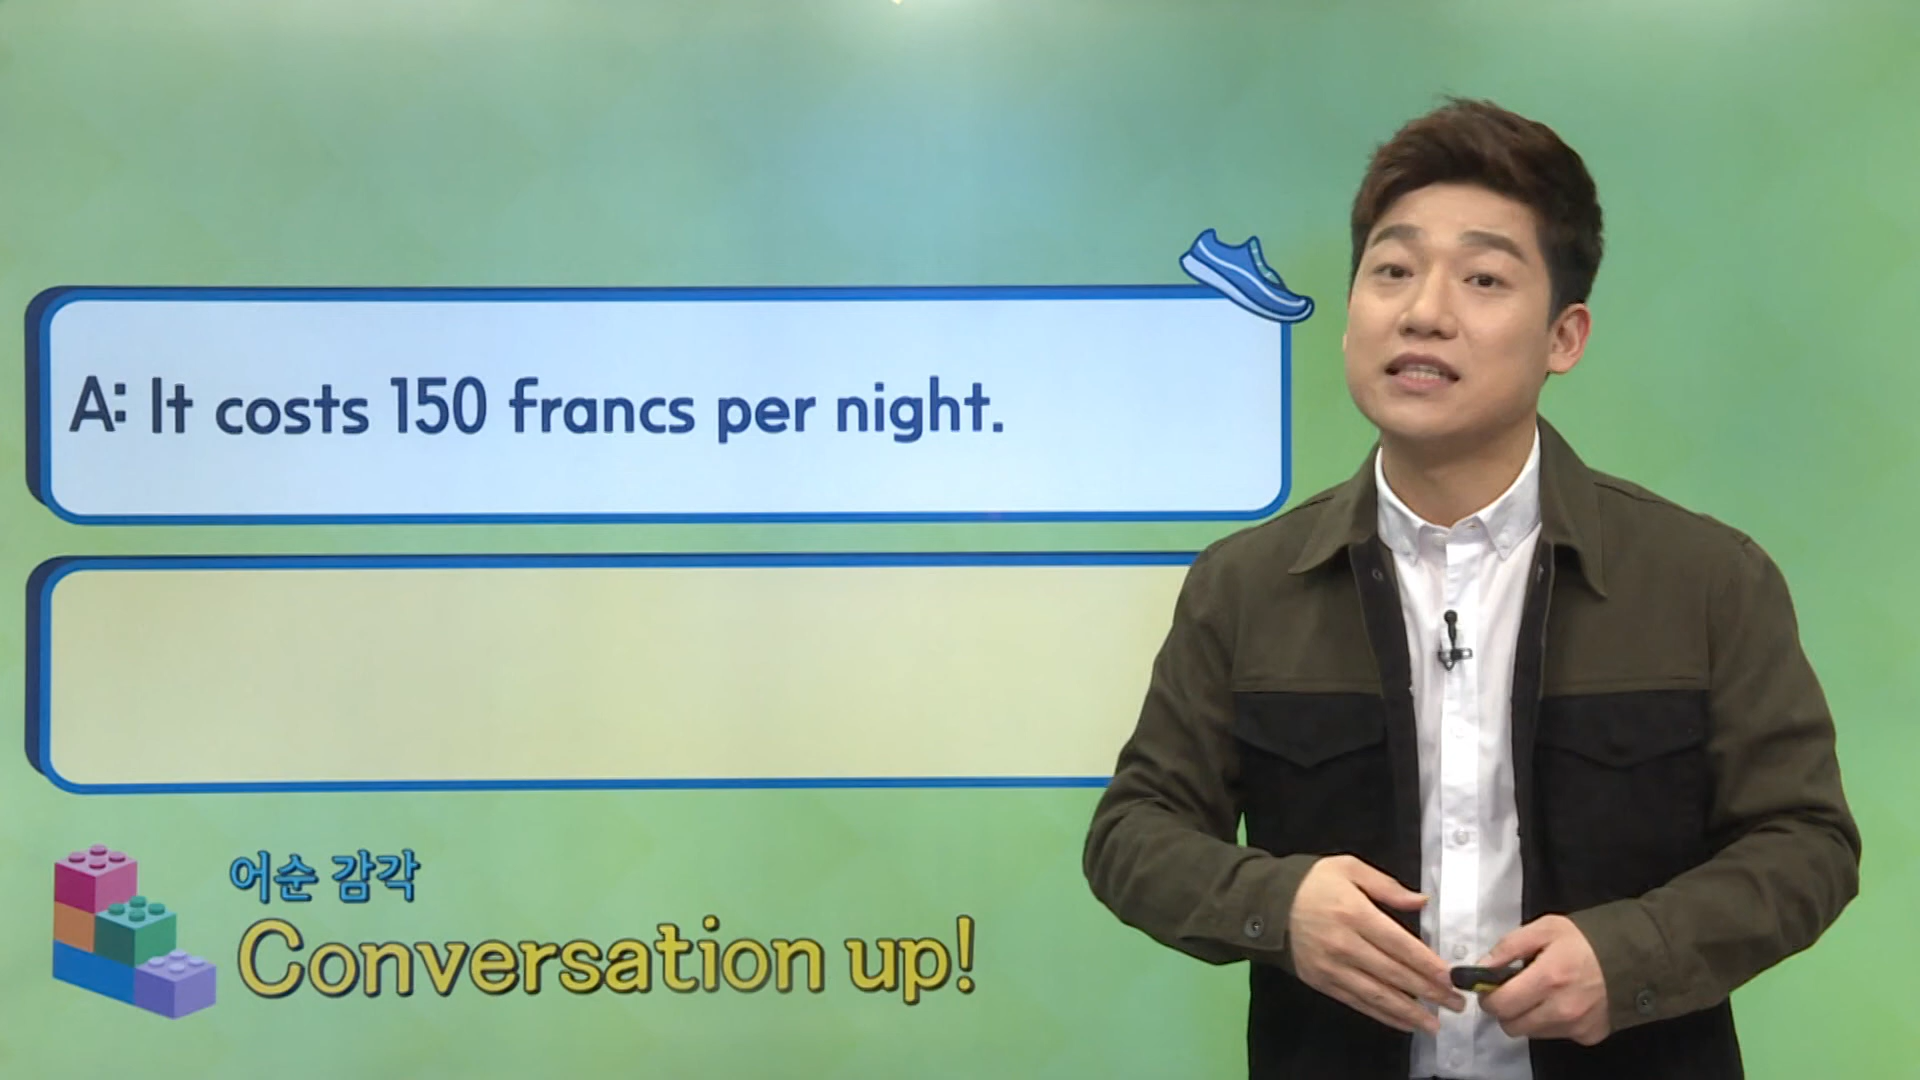 A: It costs 150 francs per night.
어순 감각
Conversation up!